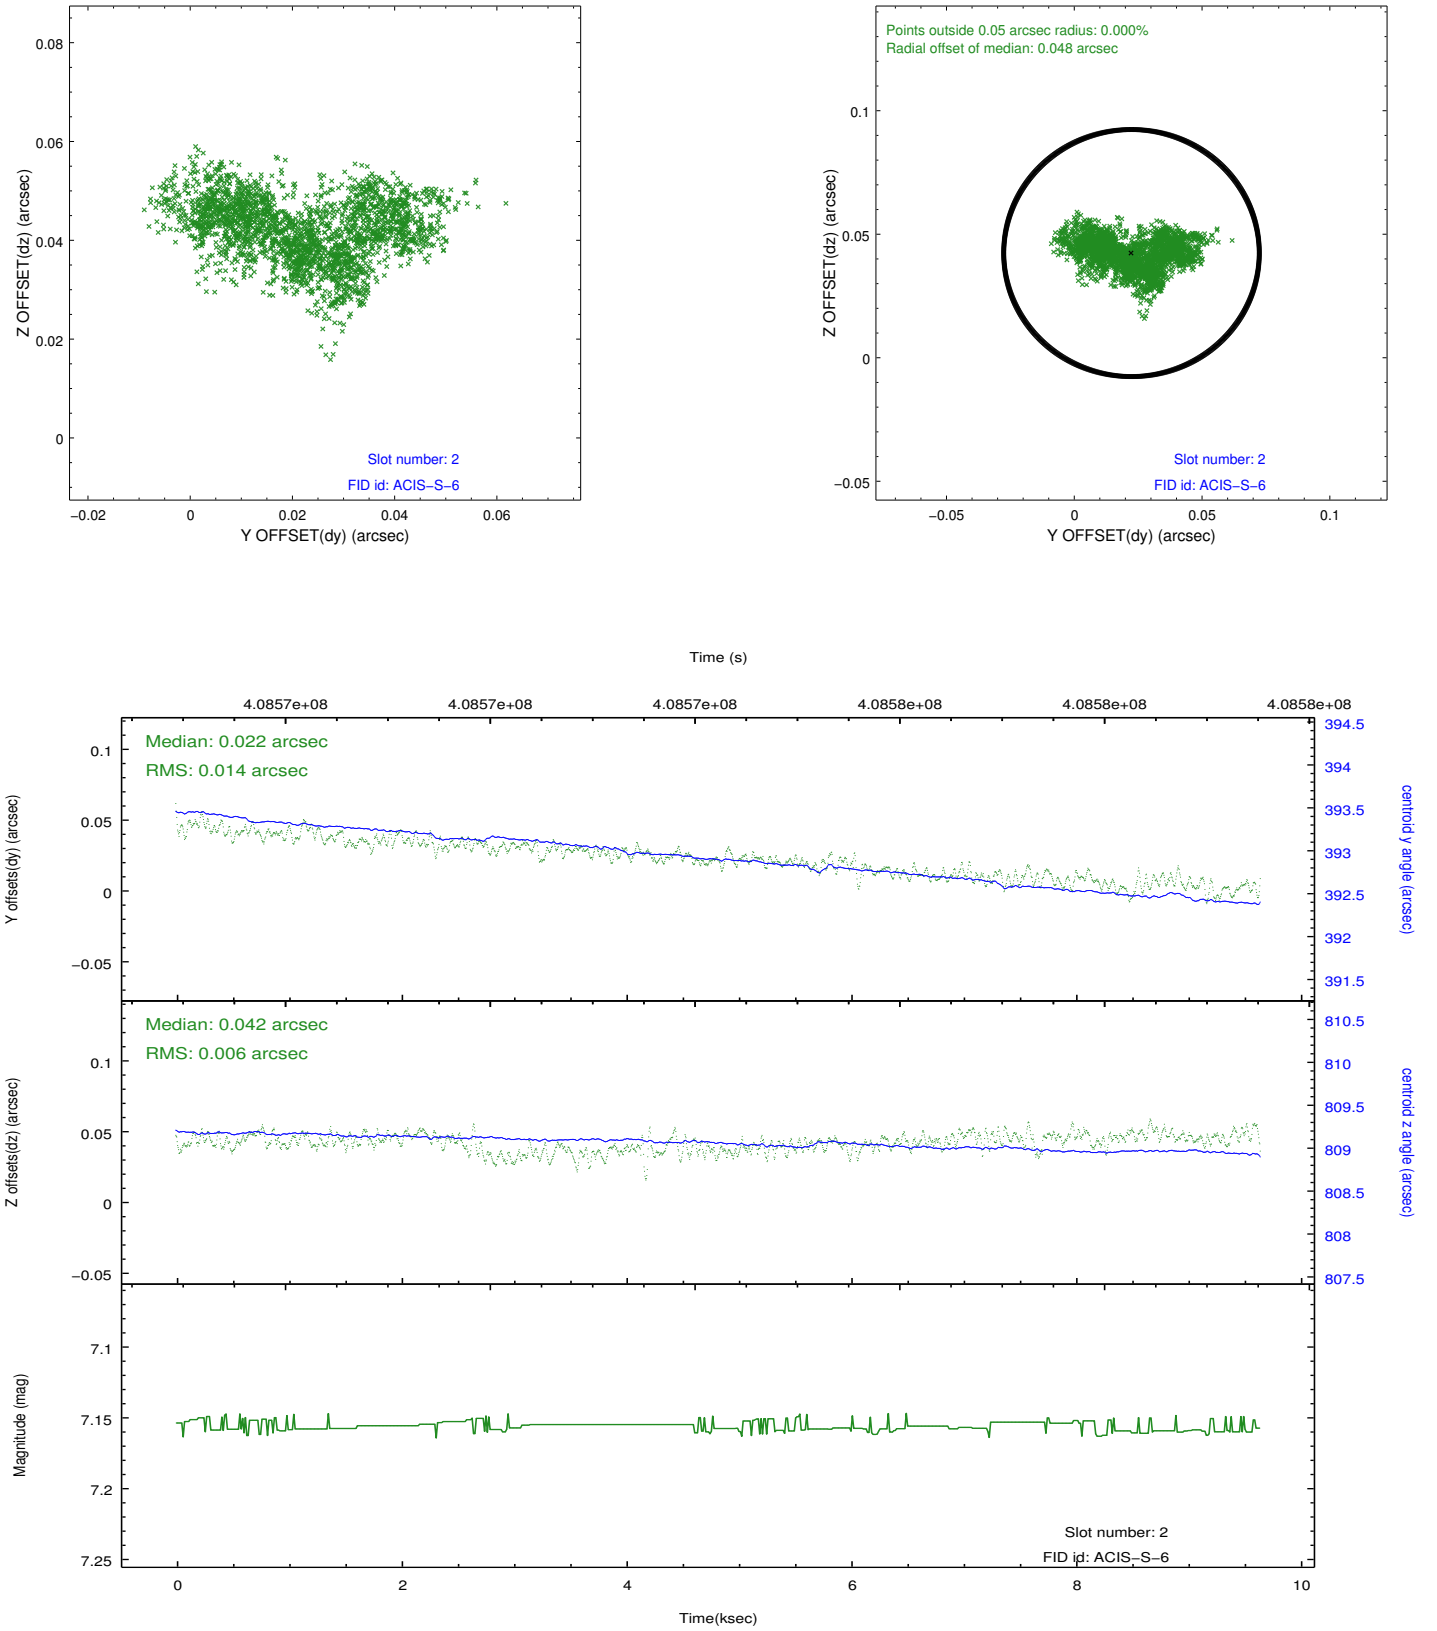 0.08
0.06
0.04
0.02
0
Z OFFSET(dz) (arcsec)
Slot number: 2
FID id: ACIS−S−6
−0.02 0 0.02 0.04 0.06
Y OFFSET(dy) (arcsec)
Points outside 0.05 arcsec radius: 0.000%
Radial offset of median: 0.048 arcsec
0.1
0.05
0
−0.05
Z OFFSET(dz) (arcsec)
Slot number: 2
FID id: ACIS−S−6
−0.05 0 0.05 0.1
Y OFFSET(dy) (arcsec)
Time (s)
4.0857e+08 4.0857e+08 4.0857e+08 4.0858e+08 4.0858e+08 4.0858e+08
Median: 0.022 arcsec
RMS: 0.014 arcsec
0.1
0.05
0
−0.05
Y offsets(dy) (arcsec)
394.5
394
393.5
393
392.5
392
391.5
centroid y angle (arcsec)
Median: 0.042 arcsec
RMS: 0.006 arcsec
0.1
0.05
0
−0.05
Z offsets(dz) (arcsec)
810.5
810
809.5
809
808.5
808
807.5
centroid z angle (arcsec)
7.1
7.15
7.2
7.25
Magnitude (mag)
Slot number: 2
FID id: ACIS−S−6
0 2 4 6 8 10
Time(ksec)